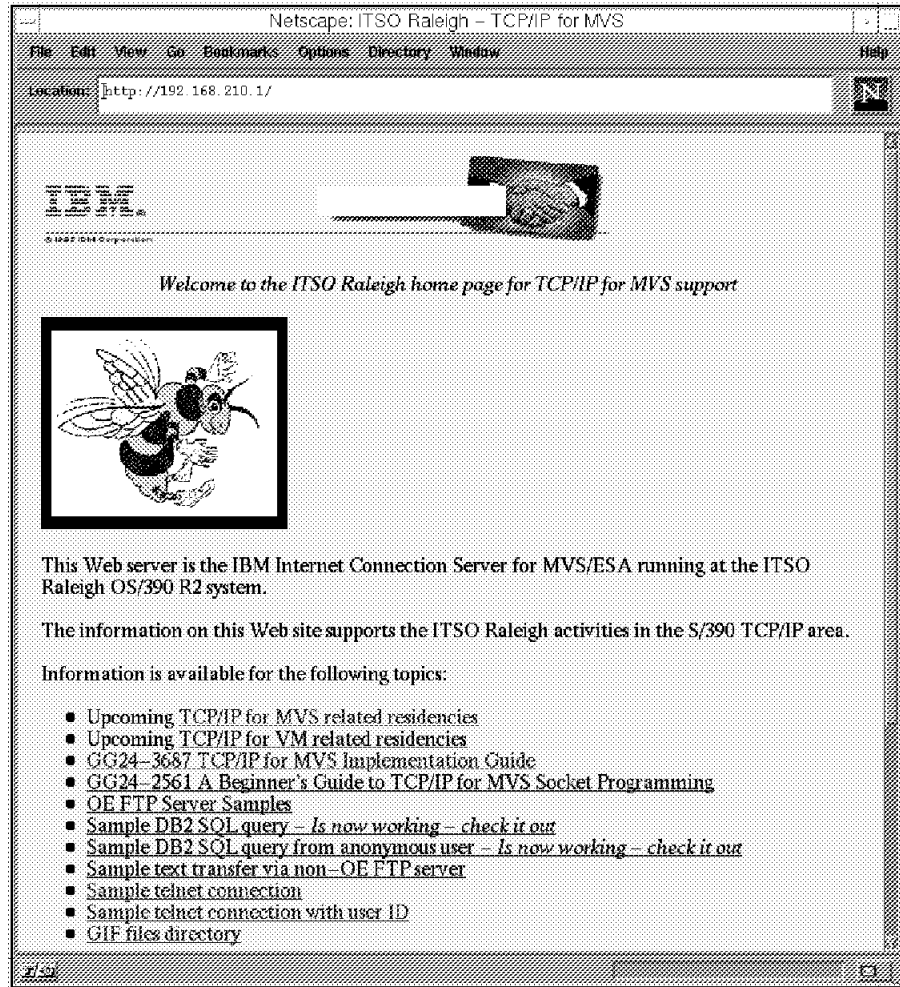 Netscape: ITSO Raleigh – TCP/IP for MVS
File Edit View Go Bookmarks Options Directory Window Help
Location: http://192.168.210.1/
N
IBM®
Welcome to the ITSO Raleigh home page for TCP/IP for MVS support
This Web server is the IBM Internet Connection Server for MVS/ESA running at the ITSO
Raleigh OS/390 R2 system.
The information on this Web site supports the ITSO Raleigh activities in the S/390 TCP/IP area.
Information is available for the following topics:
● Upcoming TCP/IP for MVS related residencies
● Upcoming TCP/IP for VM related residencies
● GG24–3687 TCP/IP for MVS Implementation Guide
● GG24–2561 A Beginner's Guide to TCP/IP for MVS Socket Programming
● OE FTP Server Samples
● Sample DB2 SQL query – Is now working – check it out
● Sample DB2 SQL query from anonymous user – Is now working – check it out
● Sample text transfer via non–OE FTP server
● Sample telnet connection
● Sample telnet connection with user ID
● GIF files directory